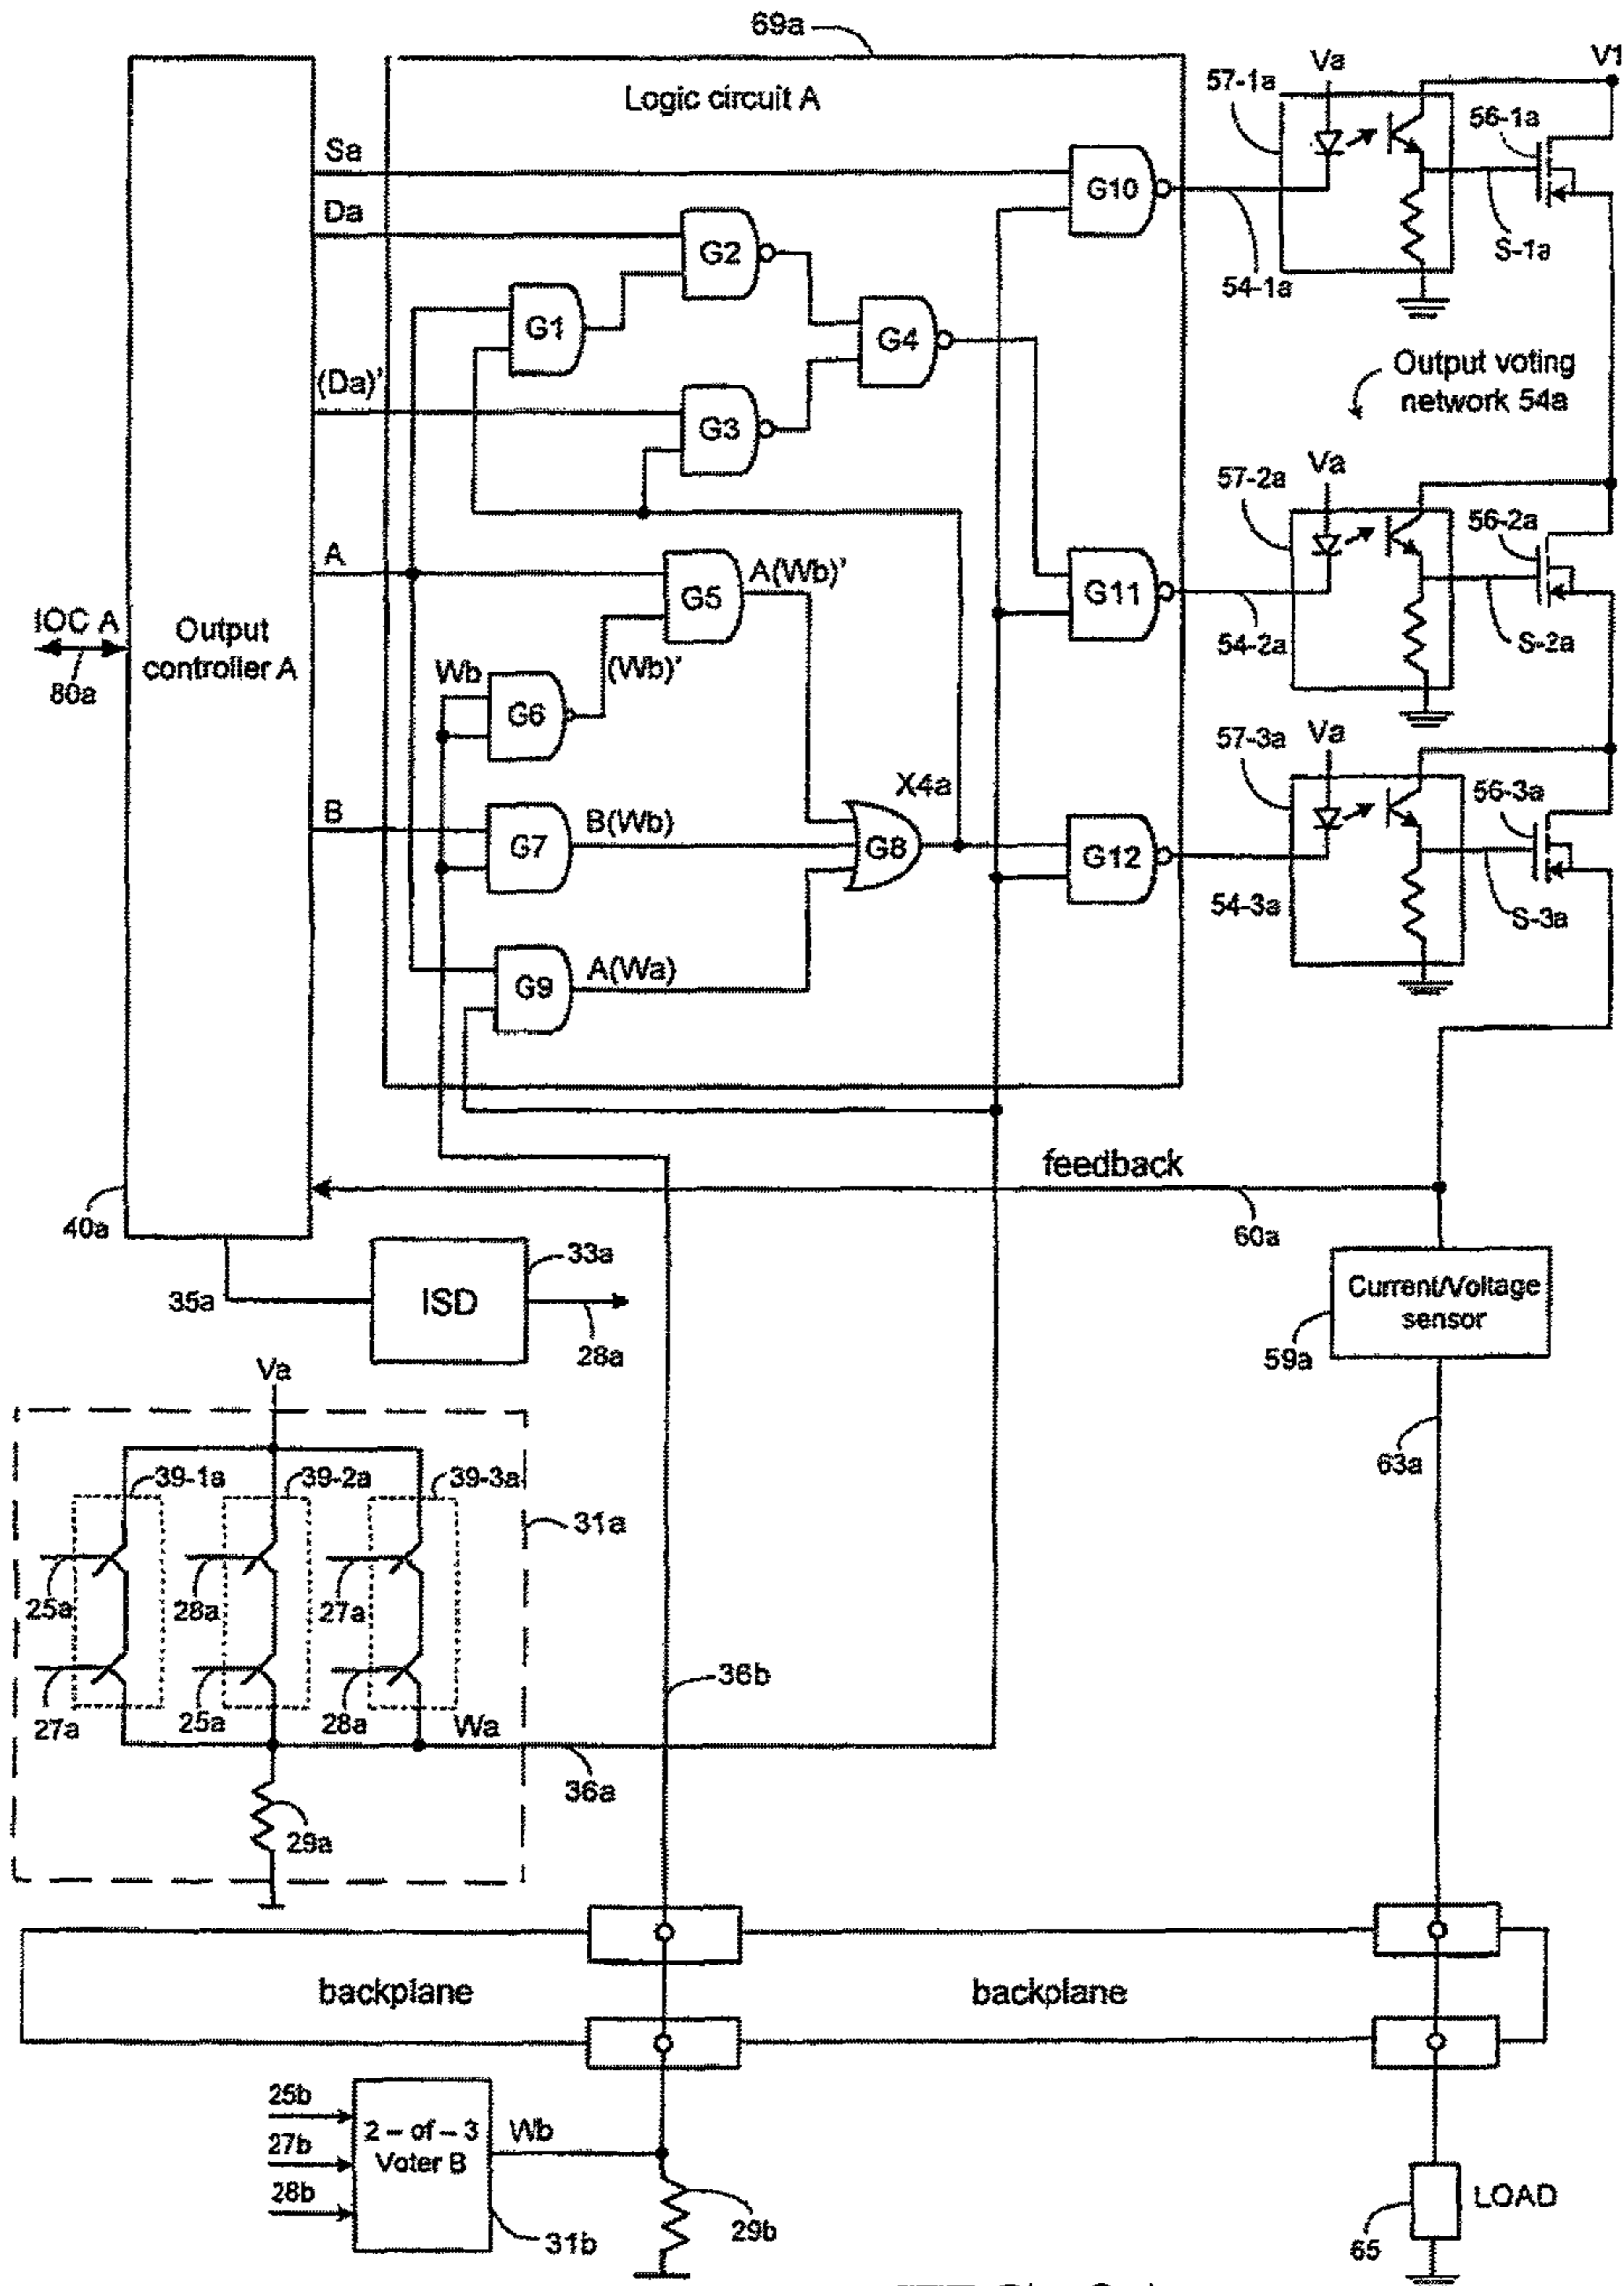 69a
Logic circuit A
Va
V1
57-1a
56-1a
Sa
G10
Da
G2
S-1a
54-1a
G1
G4
Output voting
network 54a
(Da)'
G3
Va
57-2a
56-2a
A
G5
A(Wb)'
G11
IOC A
80a
Output
controller A
54-2a
S-2a
Wb
(Wb)'
G6
57-3a
Va
X4a
56-3a
B
G7
B(Wb)
G8
G12
54-3a
S-3a
G9
A(Wa)
feedback
40a
60a
33a
35a
ISD
28a
Current/Voltage
sensor
59a
Va
39-1a
39-2a
39-3a
63a
31a
25a
28a
27a
36b
27a
25a
28a
Wa
36a
29a
backplane
backplane
25b
27b
28b
2 - of - 3
Voter B
Wb
31b
29b
LOAD
65